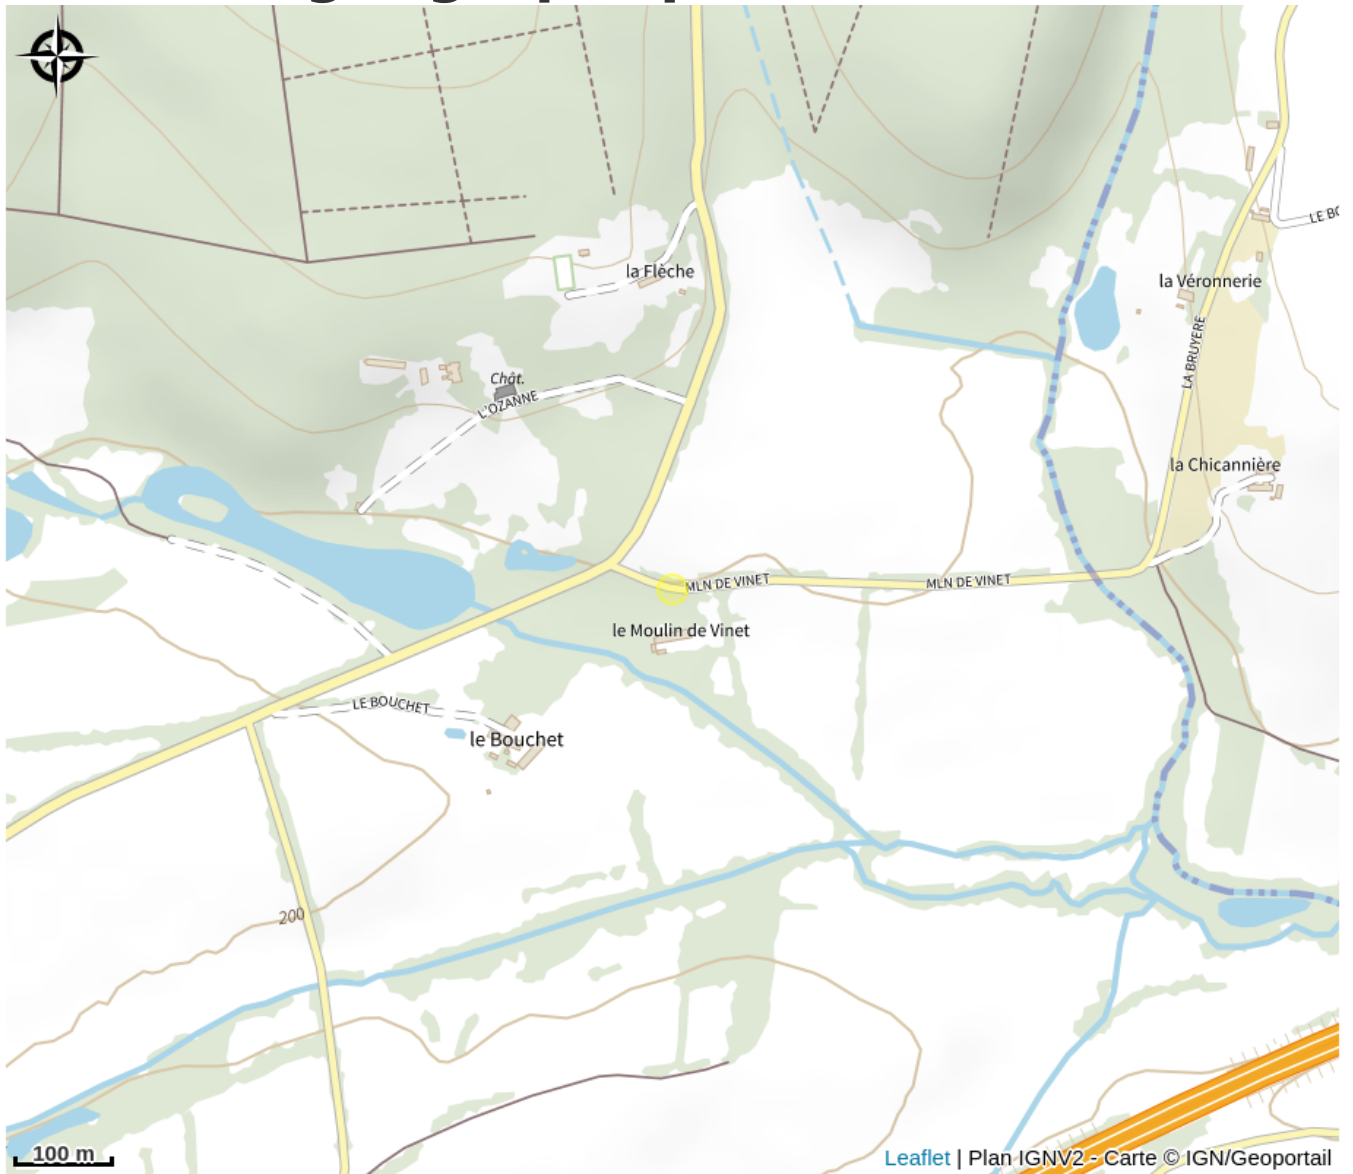 la Flèche
la Véronnerie
LA BRUYERE
Chât.
L'OZANNE
la Chicannière
MLN DE VINET
MLN DE VINET
le Moulin de Vinet
LE BOUCHET
le Bouchet
200
100 m
Leaflet | Plan IGNV2 - Carte © IGN/Geoportail